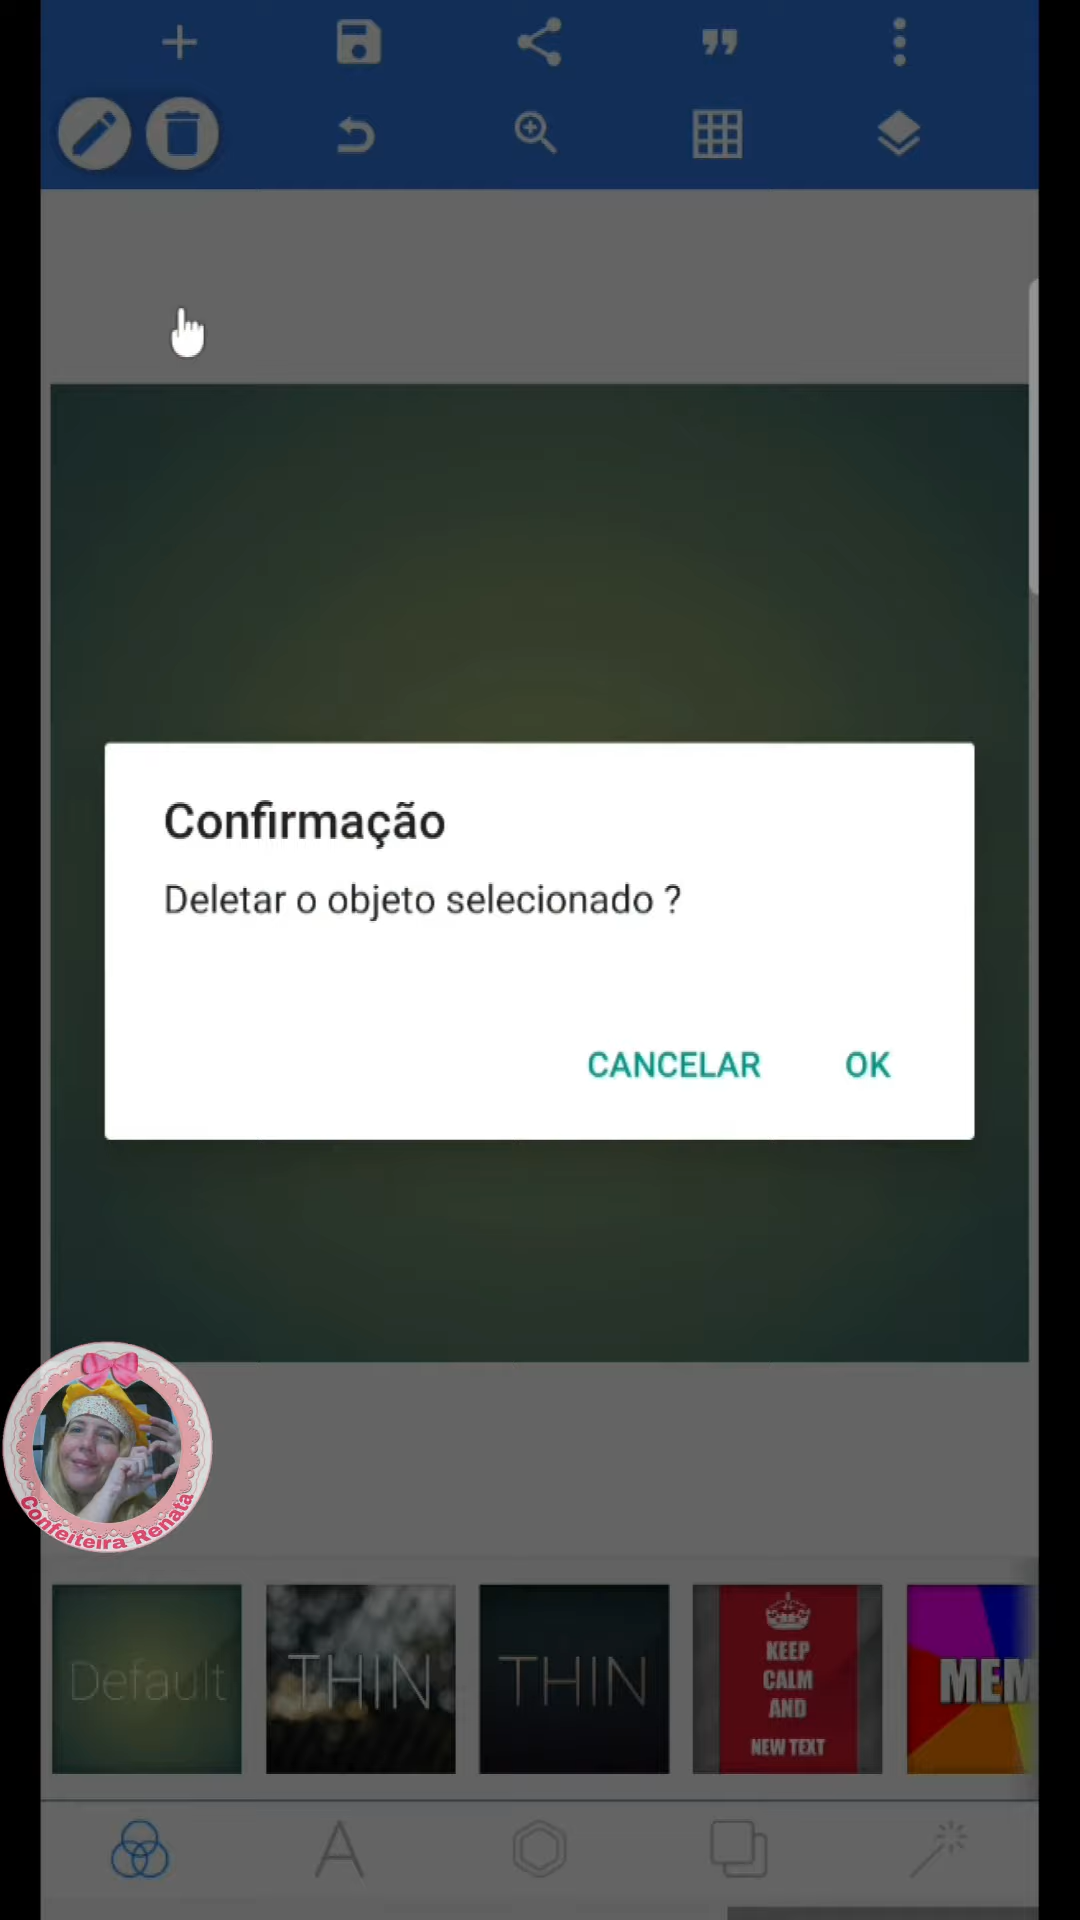 Confirmação
Deletar o objeto selecionado ?
CANCELAR
OK
Confeiteira Renata
Default
THIN
THIN
KEEP
CALM
AND
NEW TEXT
MEM